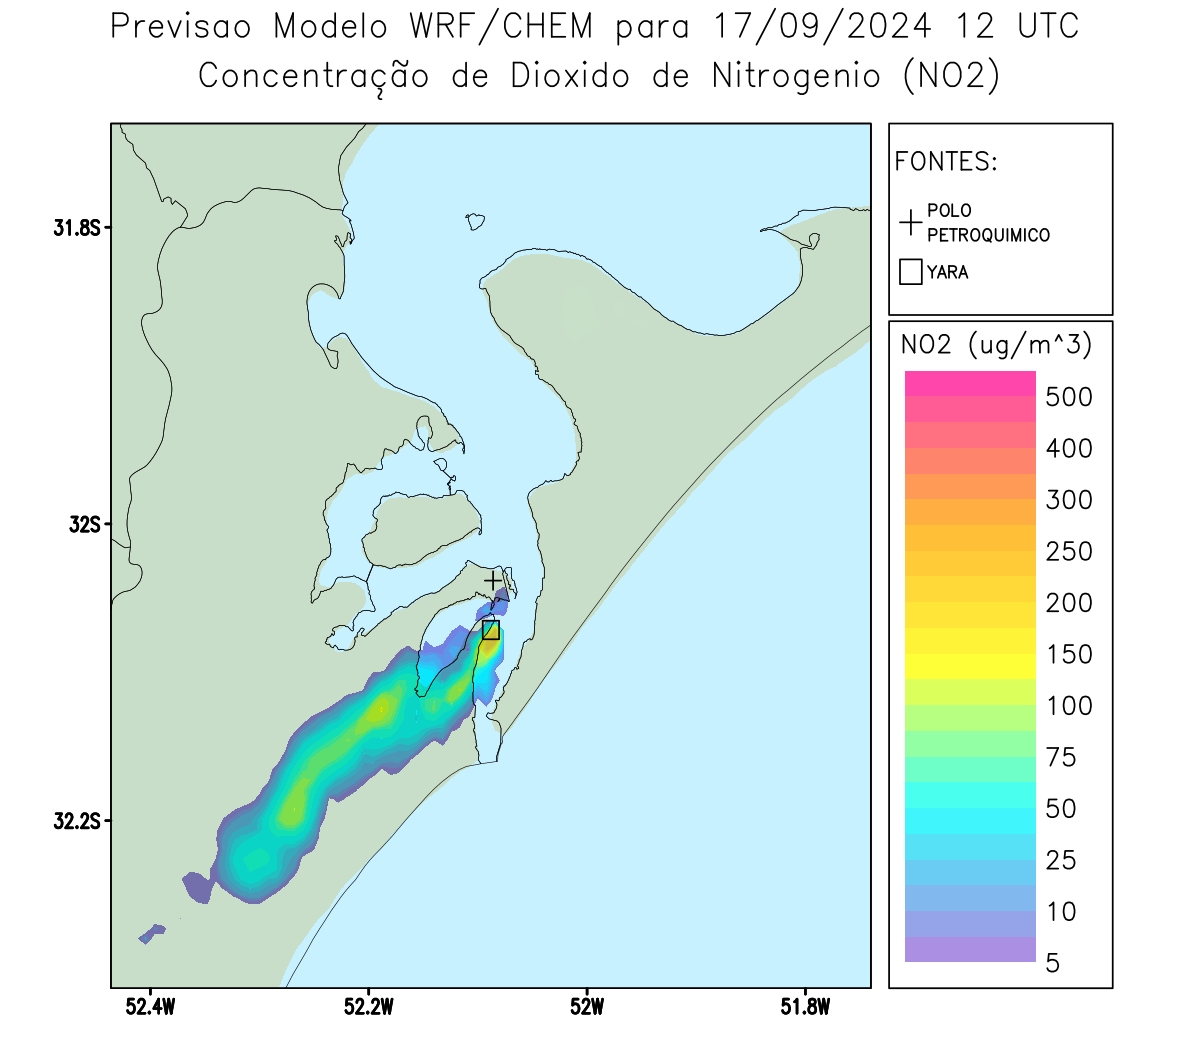 Previsao Modelo WRF/CHEM para 17/09/2024 12 UTC
Concentração de Dioxido de Nitrogenio (NO2)
FONTES:
POLO
PETROQUIMICO
YARA
31.8S
32S
32.2S
52.4W
52.2W
52W
51.8W
NO2 (ug/m^3)
500
400
300
250
200
150
100
75
50
25
10
5